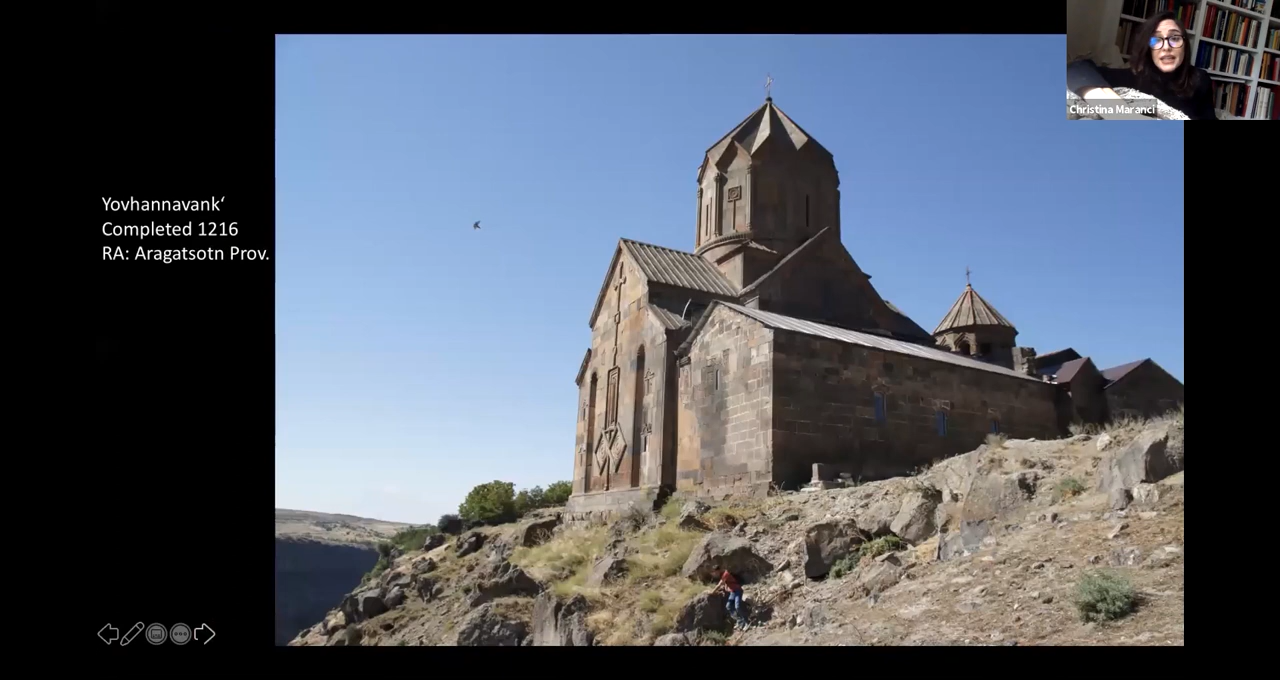 Yovhannavank‘
Completed 1216
RA: Aragatsotn Prov.
Christina Maranci